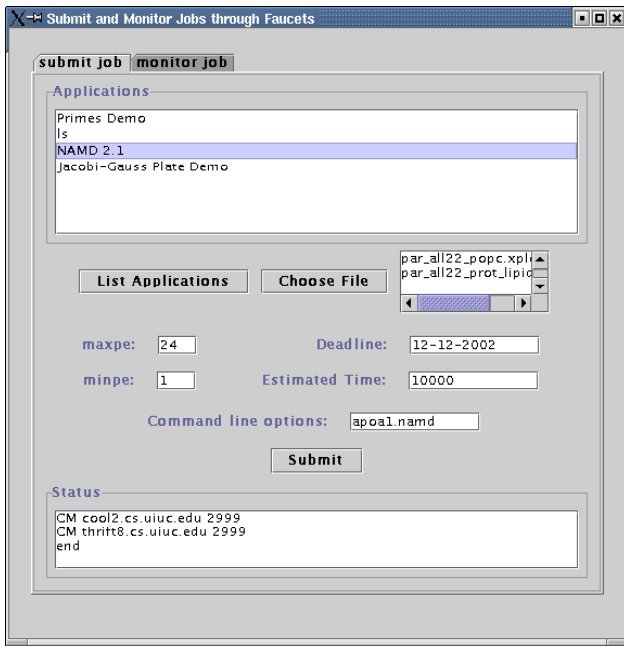 Submit and Monitor Jobs through Faucets
submit job
monitor job
Applications
Primes Demo
ls
NAMD 2.1
Jacobi-Gauss Plate Demo
List Applications
Choose File
par_all22_popc.xpl
par_all22_prot_lipid
maxpe: 24
Deadline: 12-12-2002
minpe: 1
Estimated Time: 10000
Command line options: apoa1.namd
Submit
Status
CM cool2.cs.uiuc.edu 2999
CM thrift8.cs.uiuc.edu 2999
end